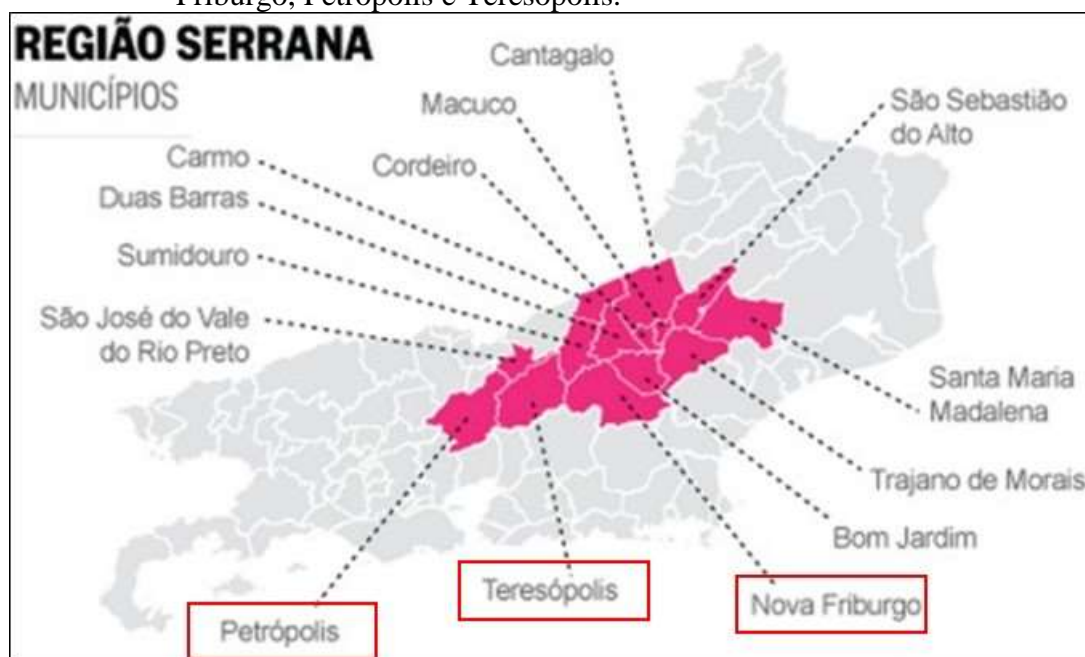 Friburgo, Petrópolis e Teresópolis.
REGIÃO SERRANA
MUNICÍPIOS
Cantagalo
Macuco
São Sebastião
do Alto
Carmo
Cordeiro
Duas Barras
Sumidouro
São José do Vale
do Rio Preto
Santa Maria
Madalena
Trajano de Morais
Bom Jardim
Teresópolis
Nova Friburgo
Petrópolis